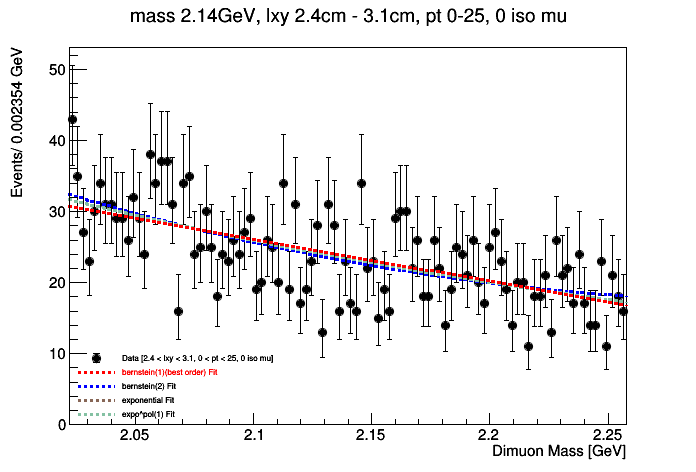 mass 2.14GeV, lxy 2.4cm - 3.1cm, pt 0-25, 0 iso mu
Events/ 0.002354 GeV
50
40
30
20
10
0
Data [2.4 < lxy < 3.1, 0 < pt < 25, 0 iso mu]
bernstein(1)(best order) Fit
bernstein(2) Fit
exponential Fit
expo*pol(1) Fit
2.05 2.1 2.15 2.2 2.25
Dimuon Mass [GeV]